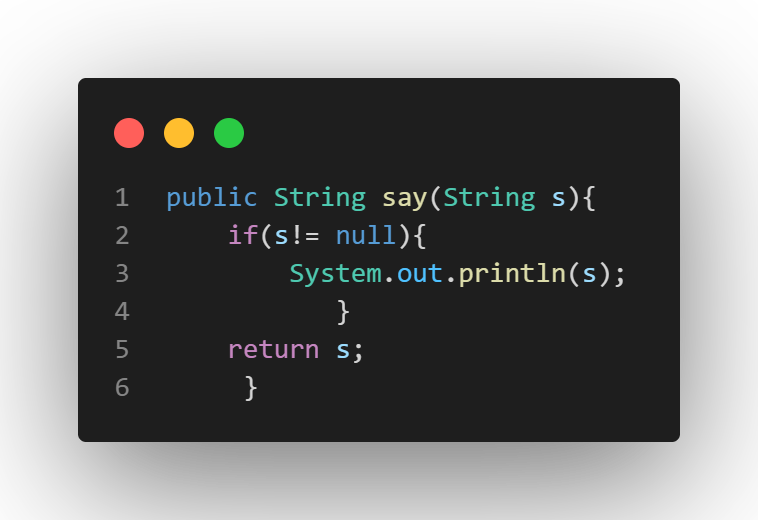 1 public String say(String s){
2     if(s!= null){
3         System.out.println(s);
4            }
5     return s;
6      }